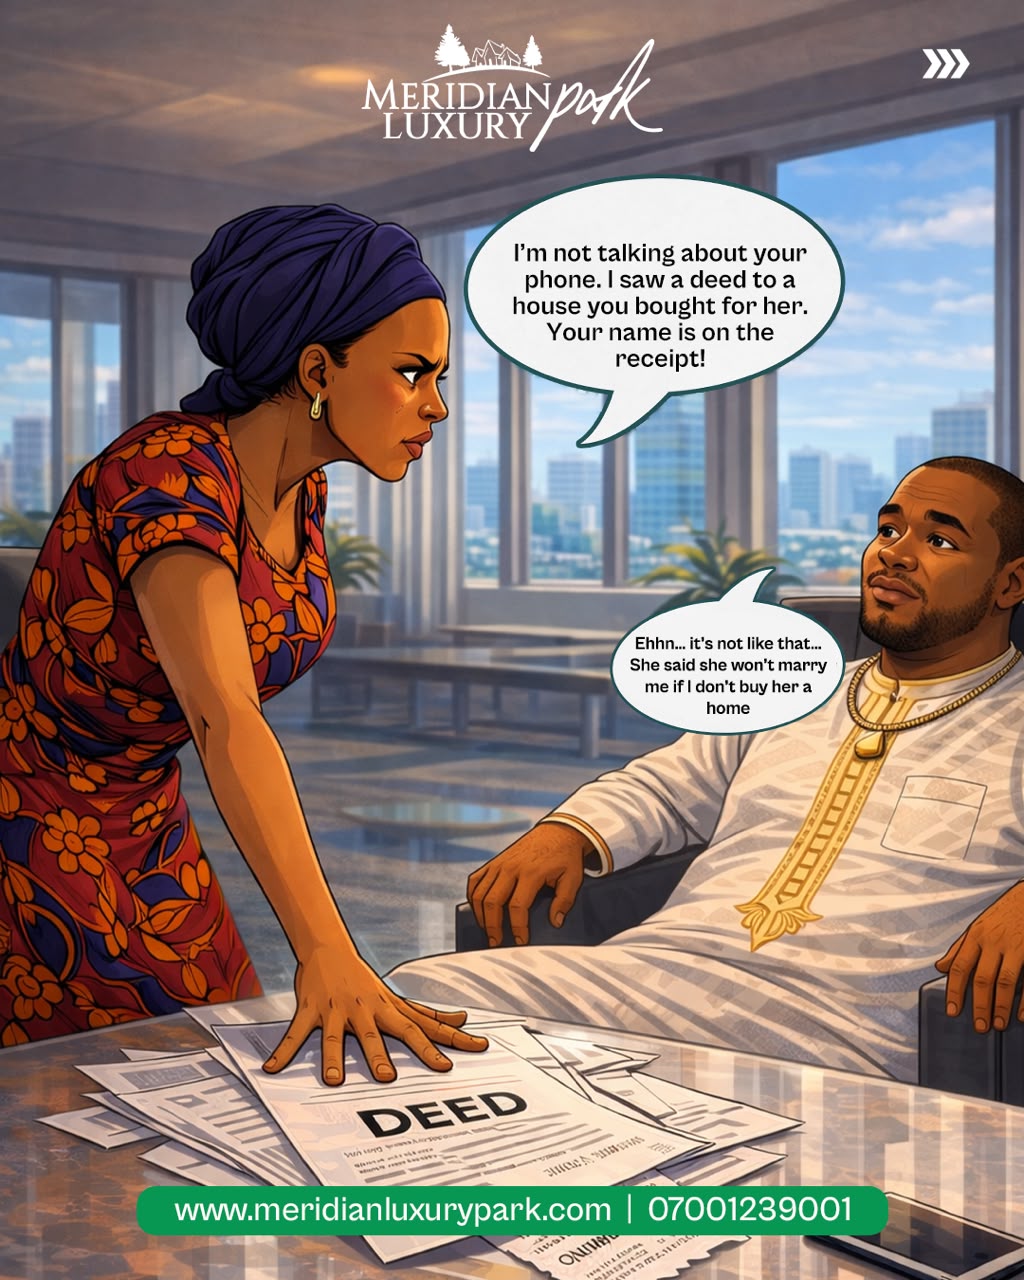 MERIDIAN
LUXURY park
I'm not talking about your
phone. I saw a deed to a
house you bought for her.
Your name is on the
receipt!
Ehhn... it's not like that...
She said she won't marry
me if I don't buy her a
home
DEED
www.meridianluxurypark.com | 07001239001